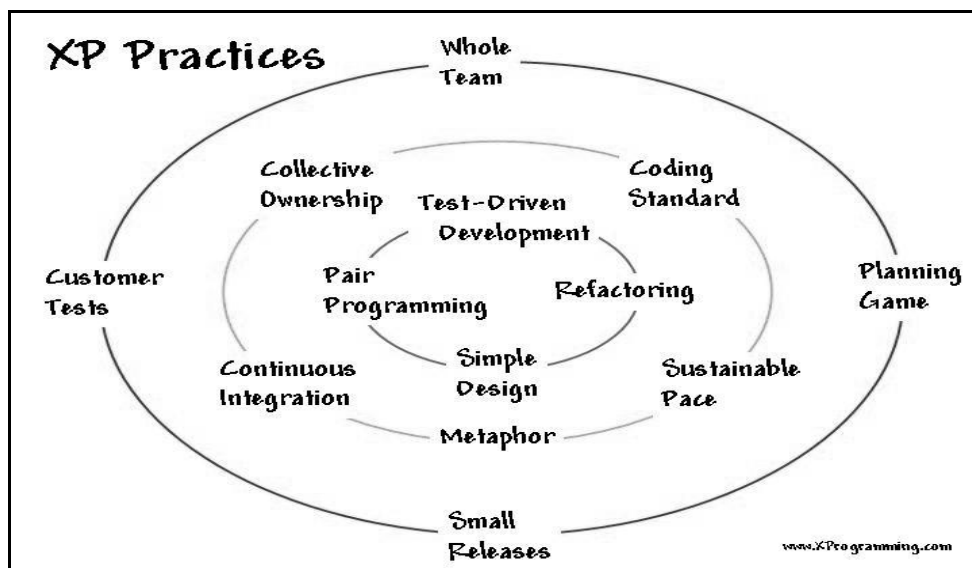 XP Practices
Whole
Team
Collective
Ownership
Coding
Standard
Test-Driven
Development
Customer
Tests
Pair
Programming
Refactoring
Planning
Game
Continuous
Integration
Simple
Design
Sustainable
Pace
Metaphor
Small
Releases
www.XProgramming.com